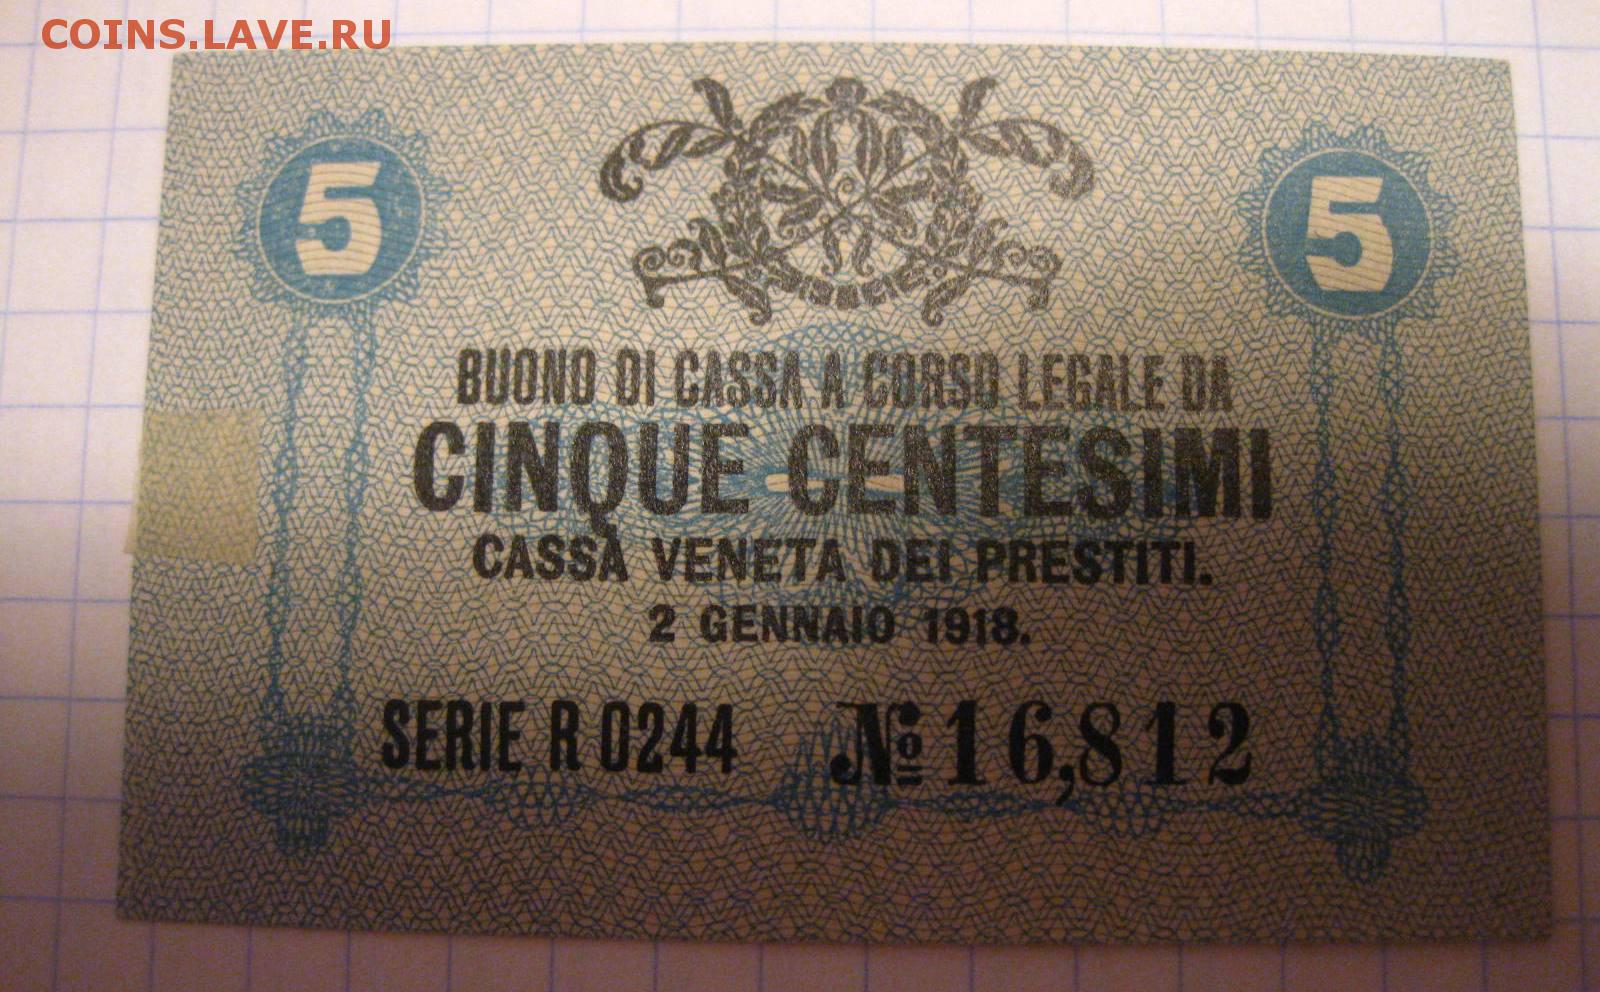 COINS.LAVE.RU
5 5
BUONO DI CASSA A CORSO LEGALE DA
CINQUE CENTESIMI
CASSA VENETA DEI PRESTITI.
2 GENNAIO 1918.
SERIE R 0244 No 16,812